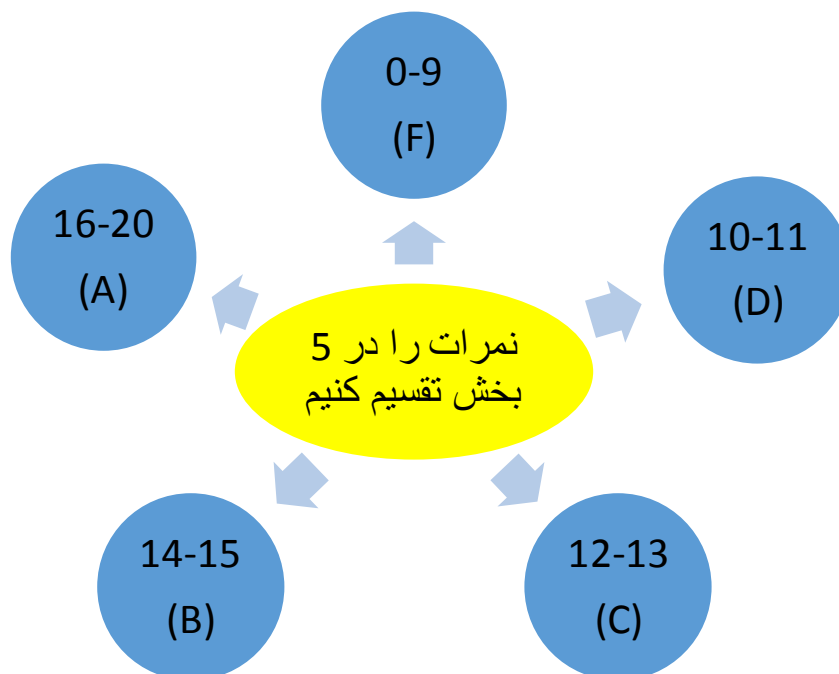 0-9
(F)
10-11
(D)
12-13
(C)
14-15
(B)
16-20
(A)
نمرات را در 5
بخش تقسیم کنیم